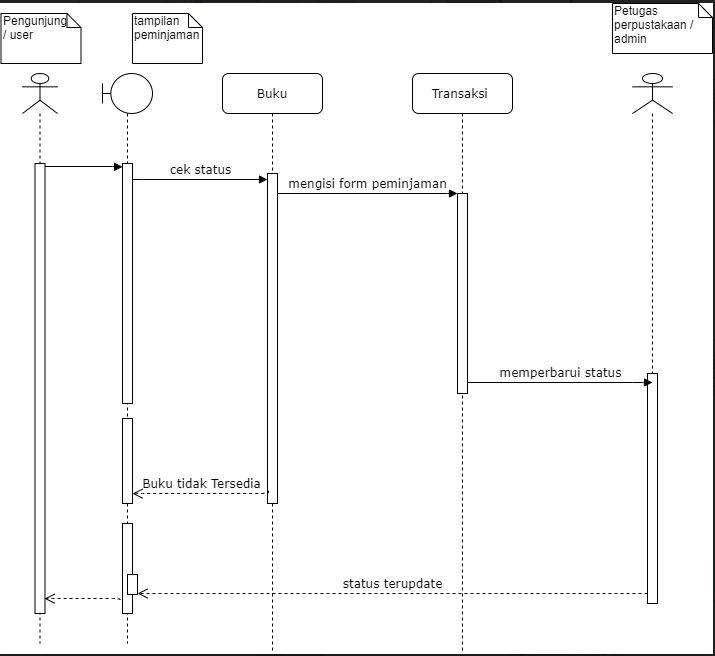 Pengunjung
/ user
tampilan
peminjaman
Petugas
perpustakaan /
admin
Buku
Transaksi
cek status
mengisi form peminjaman
memperbarui status
Buku tidak Tersedia
status terupdate